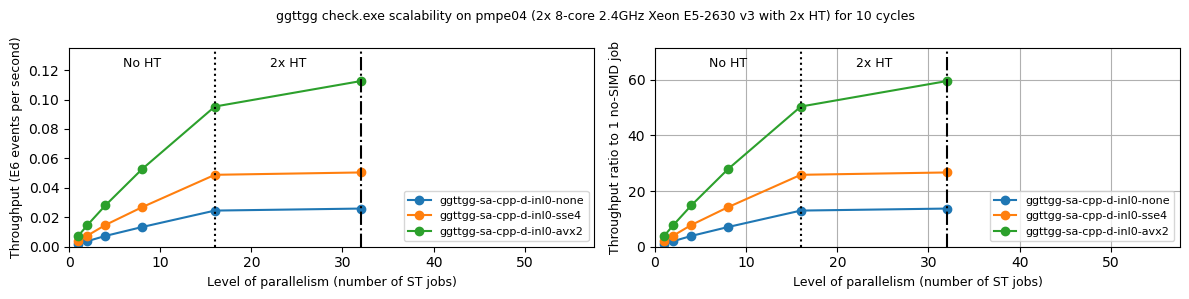 ggttgg check.exe scalability on pmpe04 (2x 8-core 2.4GHz Xeon E5-2630 v3 with 2x HT) for 10 cycles
Throughput (E6 events per second)
0.12
0.10
0.08
0.06
0.04
0.02
0.00
No HT
2x HT
ggttgg-sa-cpp-d-inl0-none
ggttgg-sa-cpp-d-inl0-sse4
ggttgg-sa-cpp-d-inl0-avx2
0 10 20 30 40 50
Level of parallelism (number of ST jobs)
Throughput ratio to 1 no-SIMD job
60
40
20
0
No HT
2x HT
ggttgg-sa-cpp-d-inl0-none
ggttgg-sa-cpp-d-inl0-sse4
ggttgg-sa-cpp-d-inl0-avx2
0 10 20 30 40 50
Level of parallelism (number of ST jobs)